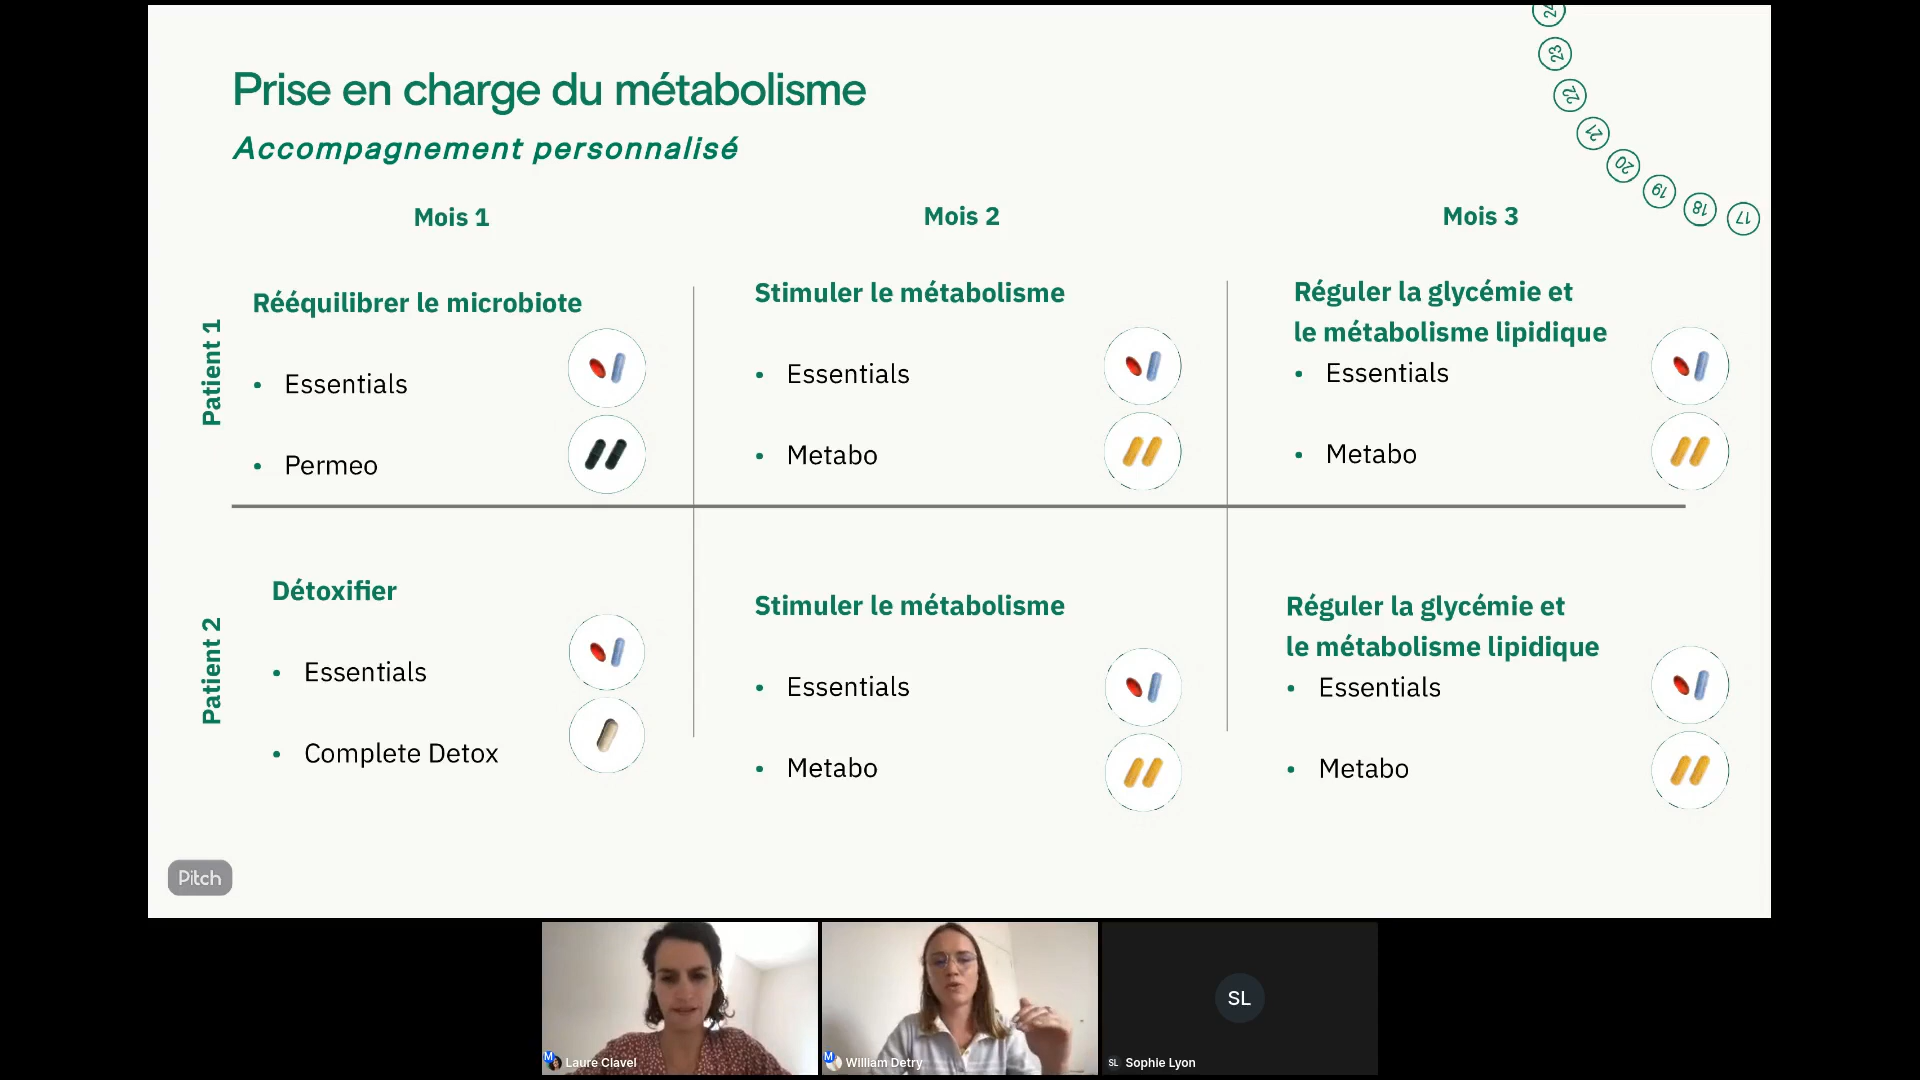 Prise en charge du métabolisme
Accompagnement personnalisé
24
23
22
21
20
19
18
17
Mois 1
Mois 2
Mois 3
Patient 1
Rééquilibrer le microbiote
• Essentials
• Permeo
Stimuler le métabolisme
• Essentials
• Metabo
Réguler la glycémie et
le métabolisme lipidique
• Essentials
• Metabo
Patient 2
Détoxifier
• Essentials
• Complete Detox
Stimuler le métabolisme
• Essentials
• Metabo
Réguler la glycémie et
le métabolisme lipidique
• Essentials
• Metabo
Pitch
M
Laure Clavel
M
William Detry
SL
SL Sophie Lyon